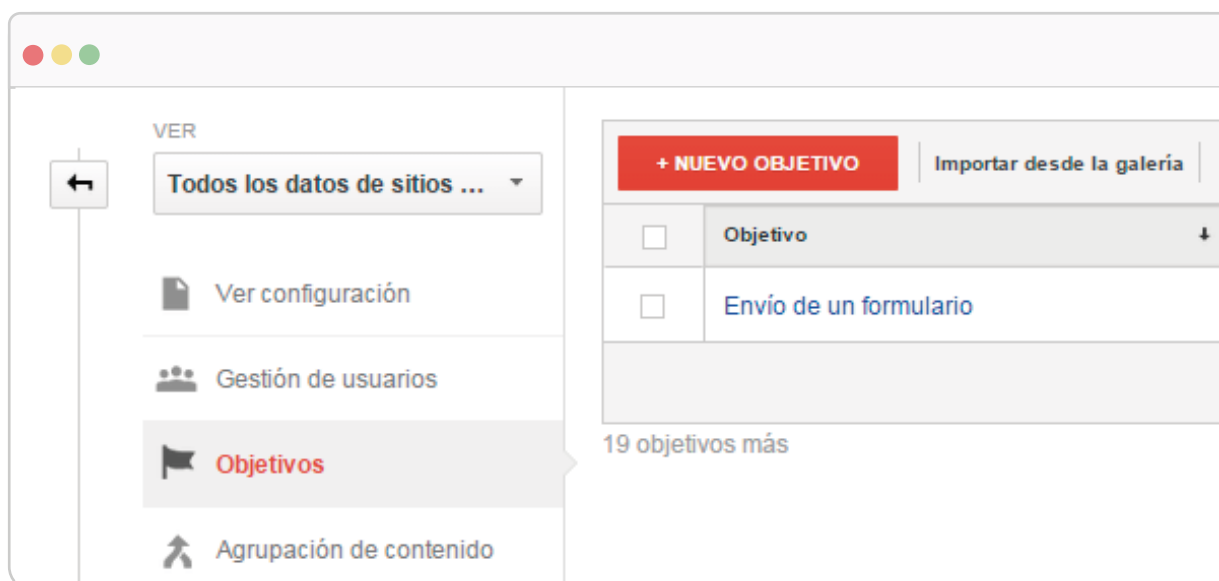 VER
Todos los datos de sitios ...
Ver configuración
Gestión de usuarios
Objetivos
Agrupación de contenido
+ NUEVO OBJETIVO
Importar desde la galería
Objetivo
Envío de un formulario
19 objetivos más